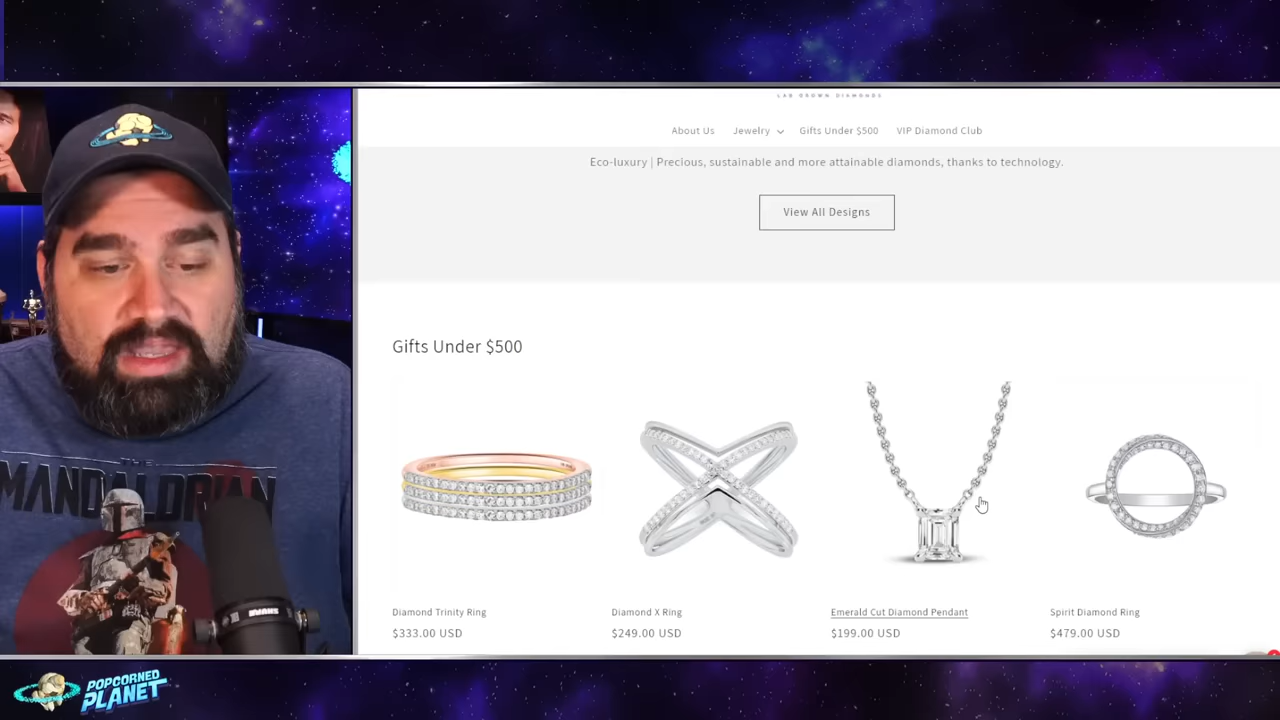 LAB GROWN DIAMONDS
About Us Jewelry Gifts Under $500 VIP Diamond Club
Eco-luxury | Precious, sustainable and more attainable diamonds, thanks to technology.
View All Designs
Gifts Under $500
Diamond Trinity Ring
$333.00 USD
Diamond X Ring
$249.00 USD
Emerald Cut Diamond Pendant
$199.00 USD
Spirit Diamond Ring
$479.00 USD
THE
MANDALORIAN
POPCORNED
PLANET